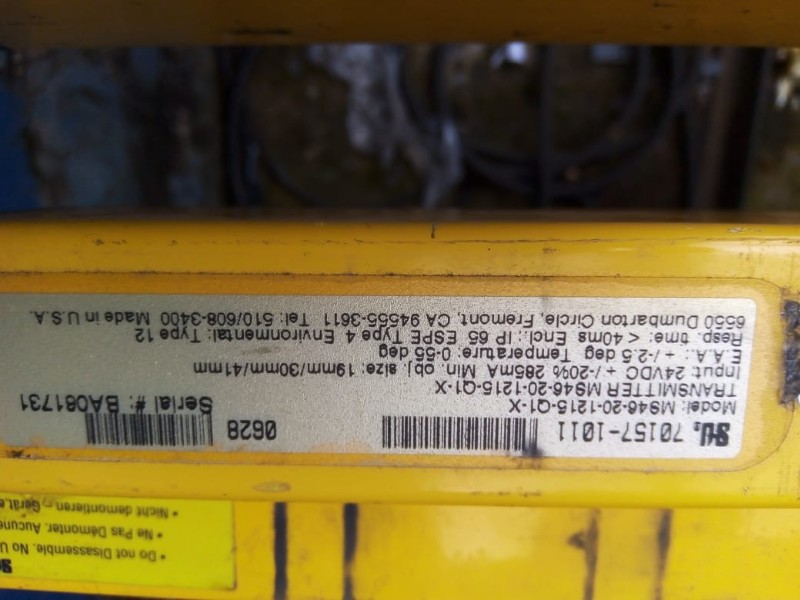 70157-1011 0628
Model: MS46-20-1215-Q1-X Serial #: BA081731
TRANSMITTER MS46-20-1215-Q1-X
Input: 24VDC + /-20% 285mA Min. obj. size: 19mm/30mm/41mm
E.A.A.: + /-2.5 deg Temperature: 0-55 deg
Resp. time: < 40ms Encl.: IP 65 ESPE Type 4 Environmental: Type 12
6550 Dumbarton Circle, Fremont, CA 94555-3611 Tel: 510/608-3400 Made in U.S.A.
• Do not Disassemble. No
• Ne Pas Démonter.
• Nicht demontieren.